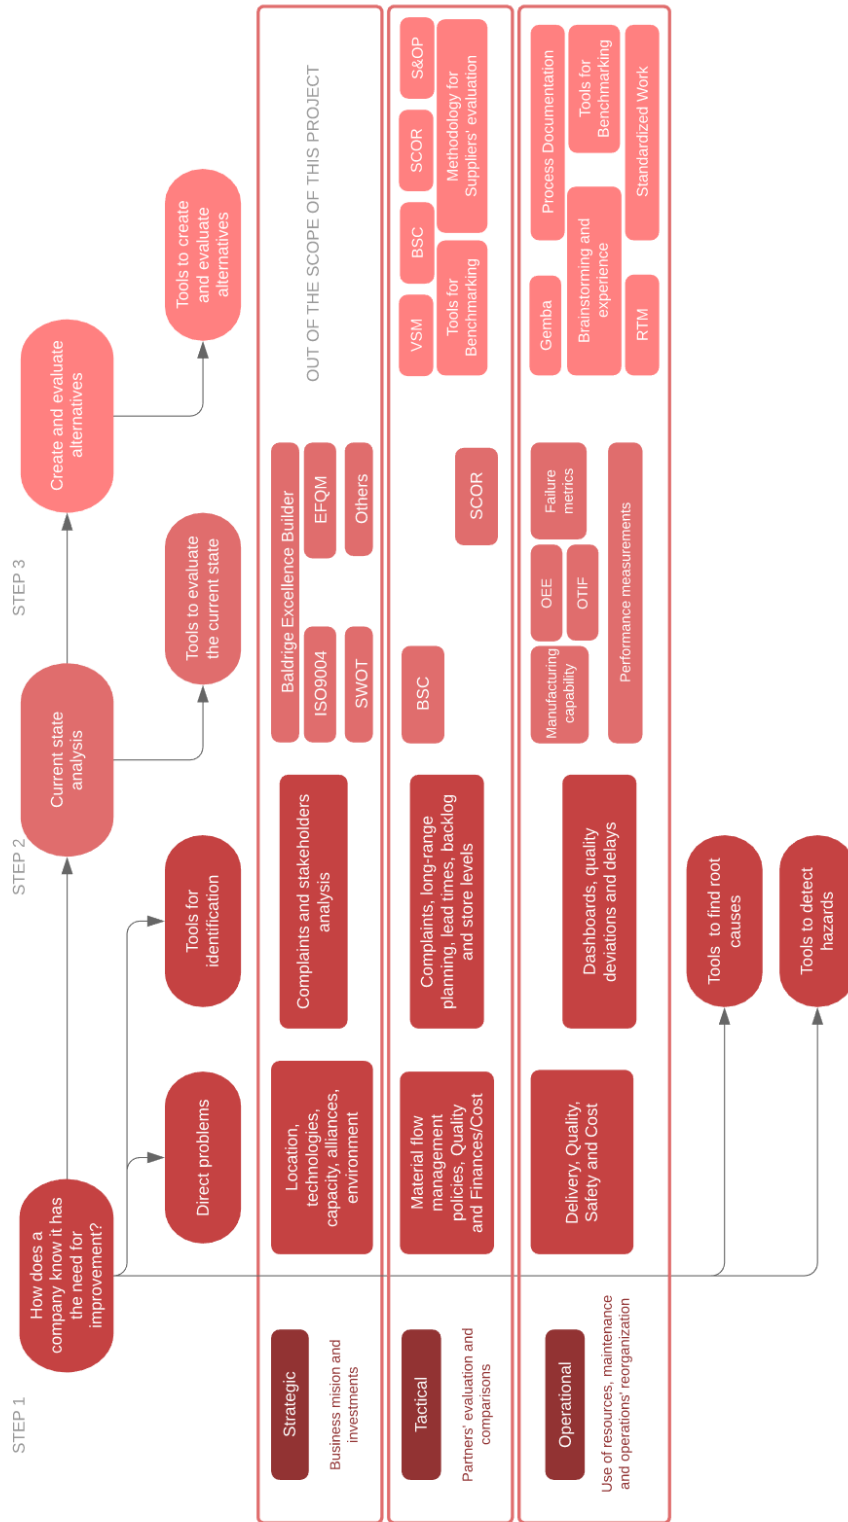 STEP 1
STEP 2
STEP 3
How does a
company know it has
the need for
improvement?
Current state
analysis
Create and evaluate
alternatives
Direct problems
Tools for
identification
Tools to evaluate
the current state
Tools to create
and evaluate
alternatives
Strategic
Business mision and
investments
Location,
technologies,
capacity, alliances,
environment
Complaints and stakeholders
analysis
Baldrige Excellence Builder
ISO9004
EFQM
SWOT
Others
OUT OF THE SCOPE OF THIS PROJECT
Tactical
Partners' evaluation and
comparisons
Material flow
management
policies, Quality
and Finances/Cost
Complaints, long-range
planning, lead times, backlog
and store levels
BSC
SCOR
VSM
BSC
SCOR
S&OP
Tools for
Benchmarking
Methodology for
Suppliers' evaluation
Operational
Use of resources, maintenance
and operations' reorganization
Delivery, Quality,
Safety and Cost
Dashboards, quality
deviations and delays
Manufacturing
capability
OEE
OTIF
Failure
metrics
Performance measurements
Gemba
Process Documentation
Brainstorming and
experience
Tools for
Benchmarking
RTM
Standardized Work
Tools to find root
causes
Tools to detect
hazards